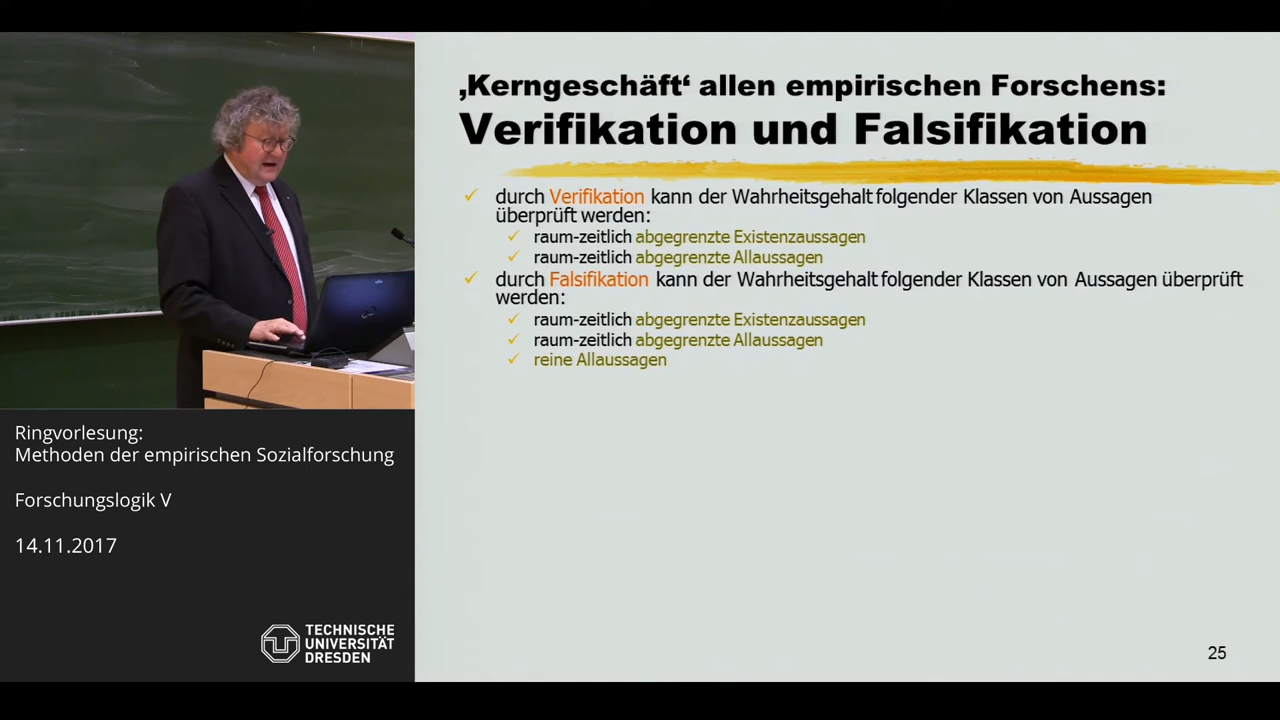 ‚Kerngeschäft‘ allen empirischen Forschens:
Verifikation und Falsifikation
durch Verifikation kann der Wahrheitsgehalt folgender Klassen von Aussagen
überprüft werden:
raum-zeitlich abgegrenzte Existenzaussagen
raum-zeitlich abgegrenzte Allaussagen
durch Falsifikation kann der Wahrheitsgehalt folgender Klassen von Aussagen überprüft
werden:
raum-zeitlich abgegrenzte Existenzaussagen
raum-zeitlich abgegrenzte Allaussagen
reine Allaussagen
25
Ringvorlesung:
Methoden der empirischen Sozialforschung
Forschungslogik V
14.11.2017
TECHNISCHE
UNIVERSITÄT
DRESDEN